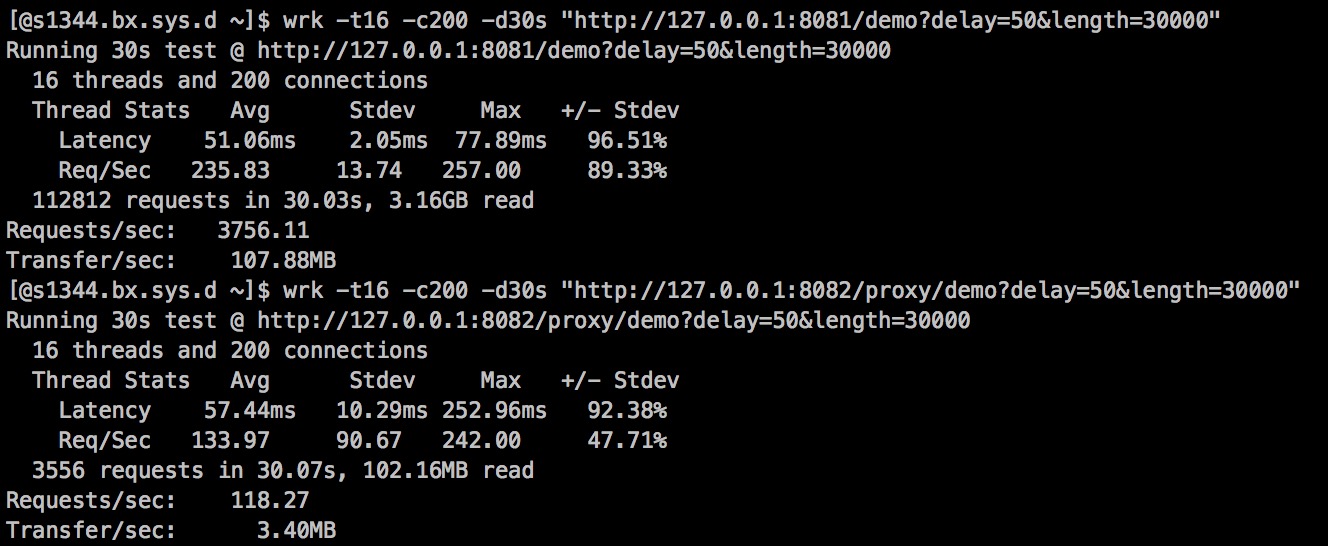 [@s1344.bx.sys.d ~]$ wrk -t16 -c200 -d30s "http://127.0.0.1:8081/demo?delay=50&length=30000"
Running 30s test @ http://127.0.0.1:8081/demo?delay=50&length=30000
  16 threads and 200 connections
  Thread Stats   Avg      Stdev     Max   +/- Stdev
    Latency    51.06ms    2.05ms  77.89ms   96.51%
    Req/Sec   235.83     13.74   257.00     89.33%
  112812 requests in 30.03s, 3.16GB read
Requests/sec:   3756.11
Transfer/sec:    107.88MB
[@s1344.bx.sys.d ~]$ wrk -t16 -c200 -d30s "http://127.0.0.1:8082/proxy/demo?delay=50&length=30000"
Running 30s test @ http://127.0.0.1:8082/proxy/demo?delay=50&length=30000
  16 threads and 200 connections
  Thread Stats   Avg      Stdev     Max   +/- Stdev
    Latency    57.44ms   10.29ms 252.96ms   92.38%
    Req/Sec   133.97     90.67   242.00     47.71%
  3556 requests in 30.07s, 102.16MB read
Requests/sec:    118.27
Transfer/sec:      3.40MB